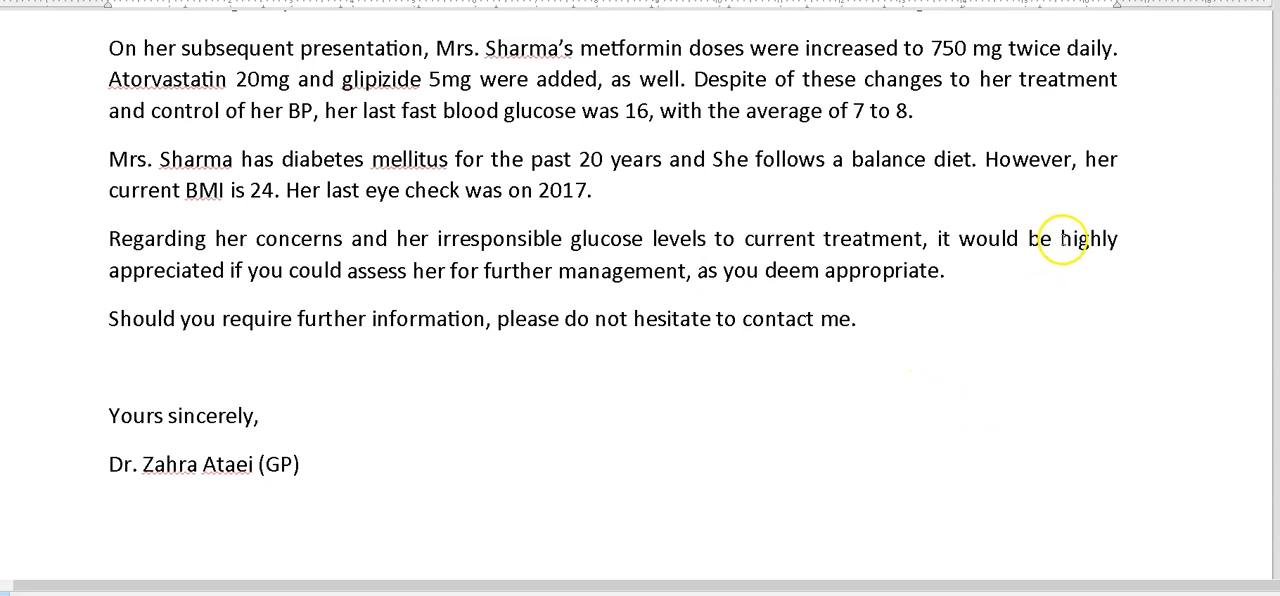 On her subsequent presentation, Mrs. Sharma's metformin doses were increased to 750 mg twice daily.
Atorvastatin 20mg and glipizide 5mg were added, as well. Despite of these changes to her treatment
and control of her BP, her last fast blood glucose was 16, with the average of 7 to 8.
Mrs. Sharma has diabetes mellitus for the past 20 years and She follows a balance diet. However, her
current BMI is 24. Her last eye check was on 2017.
Regarding her concerns and her irresponsible glucose levels to current treatment, it would be highly
appreciated if you could assess her for further management, as you deem appropriate.
Should you require further information, please do not hesitate to contact me.
Yours sincerely,
Dr. Zahra Ataei (GP)